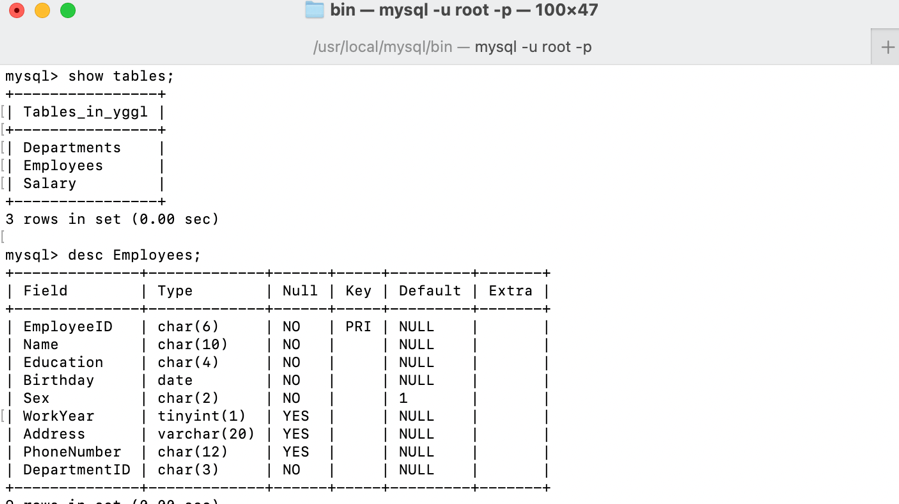 bin — mysql -u root -p — 100×47
/usr/local/mysql/bin — mysql -u root -p +
mysql> show tables;
+----------------+
| Tables_in_yggl |
+----------------+
| Departments    |
| Employees      |
| Salary         |
+----------------+
3 rows in set (0.00 sec)
mysql> desc Employees;
+--------------+-------------+------+-----+---------+-------+
| Field        | Type        | Null | Key | Default | Extra |
+--------------+-------------+------+-----+---------+-------+
| EmployeeID   | char(6)     | NO   | PRI | NULL    |       |
| Name         | char(10)    | NO   |     | NULL    |       |
| Education    | char(4)     | NO   |     | NULL    |       |
| Birthday     | date        | NO   |     | NULL    |       |
| Sex          | char(2)     | NO   |     | 1       |       |
| WorkYear     | tinyint(1)  | YES  |     | NULL    |       |
| Address      | varchar(20) | YES  |     | NULL    |       |
| PhoneNumber  | char(12)    | YES  |     | NULL    |       |
| DepartmentID | char(3)     | NO   |     | NULL    |       |
+--------------+-------------+------+-----+---------+-------+
9 rows in set (0.00 sec)